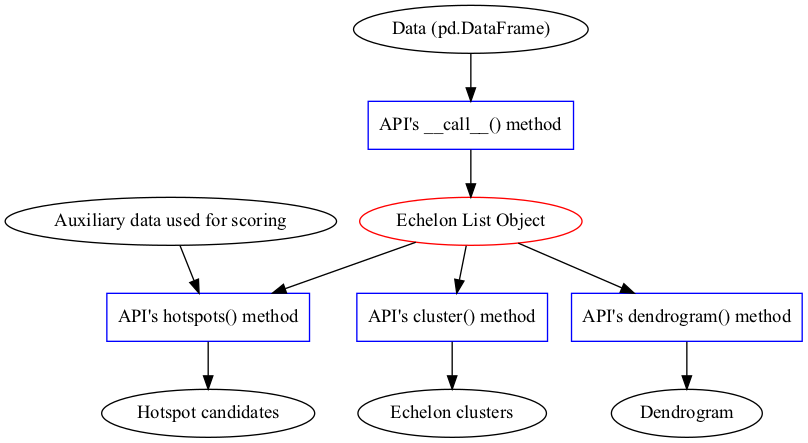 Data (pd.DataFrame)
API's __call__() method
Auxiliary data used for scoring
Echelon List Object
API's hotspots() method
API's cluster() method
API's dendrogram() method
Hotspot candidates
Echelon clusters
Dendrogram